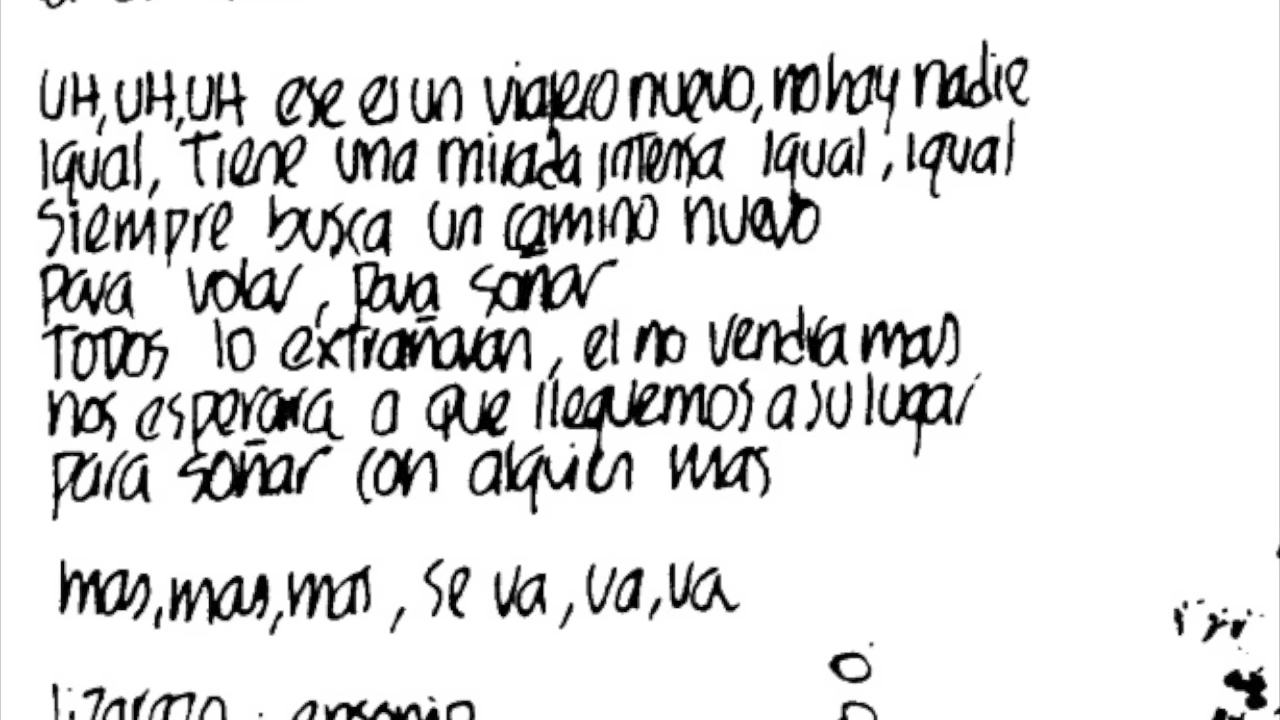 UH, UH, UH ese es un viajero nuevo, no hay nadie
igual, Tiene una mirada intensa igual, igual
siempre busca un camino nuevo
para volar, para soñar
TODOS lo extrañaran, el no vendra mas
nos esperara a que lleguemos a su lugar
para soñar con alguien mas
mas, mas, mas, se va, va, va